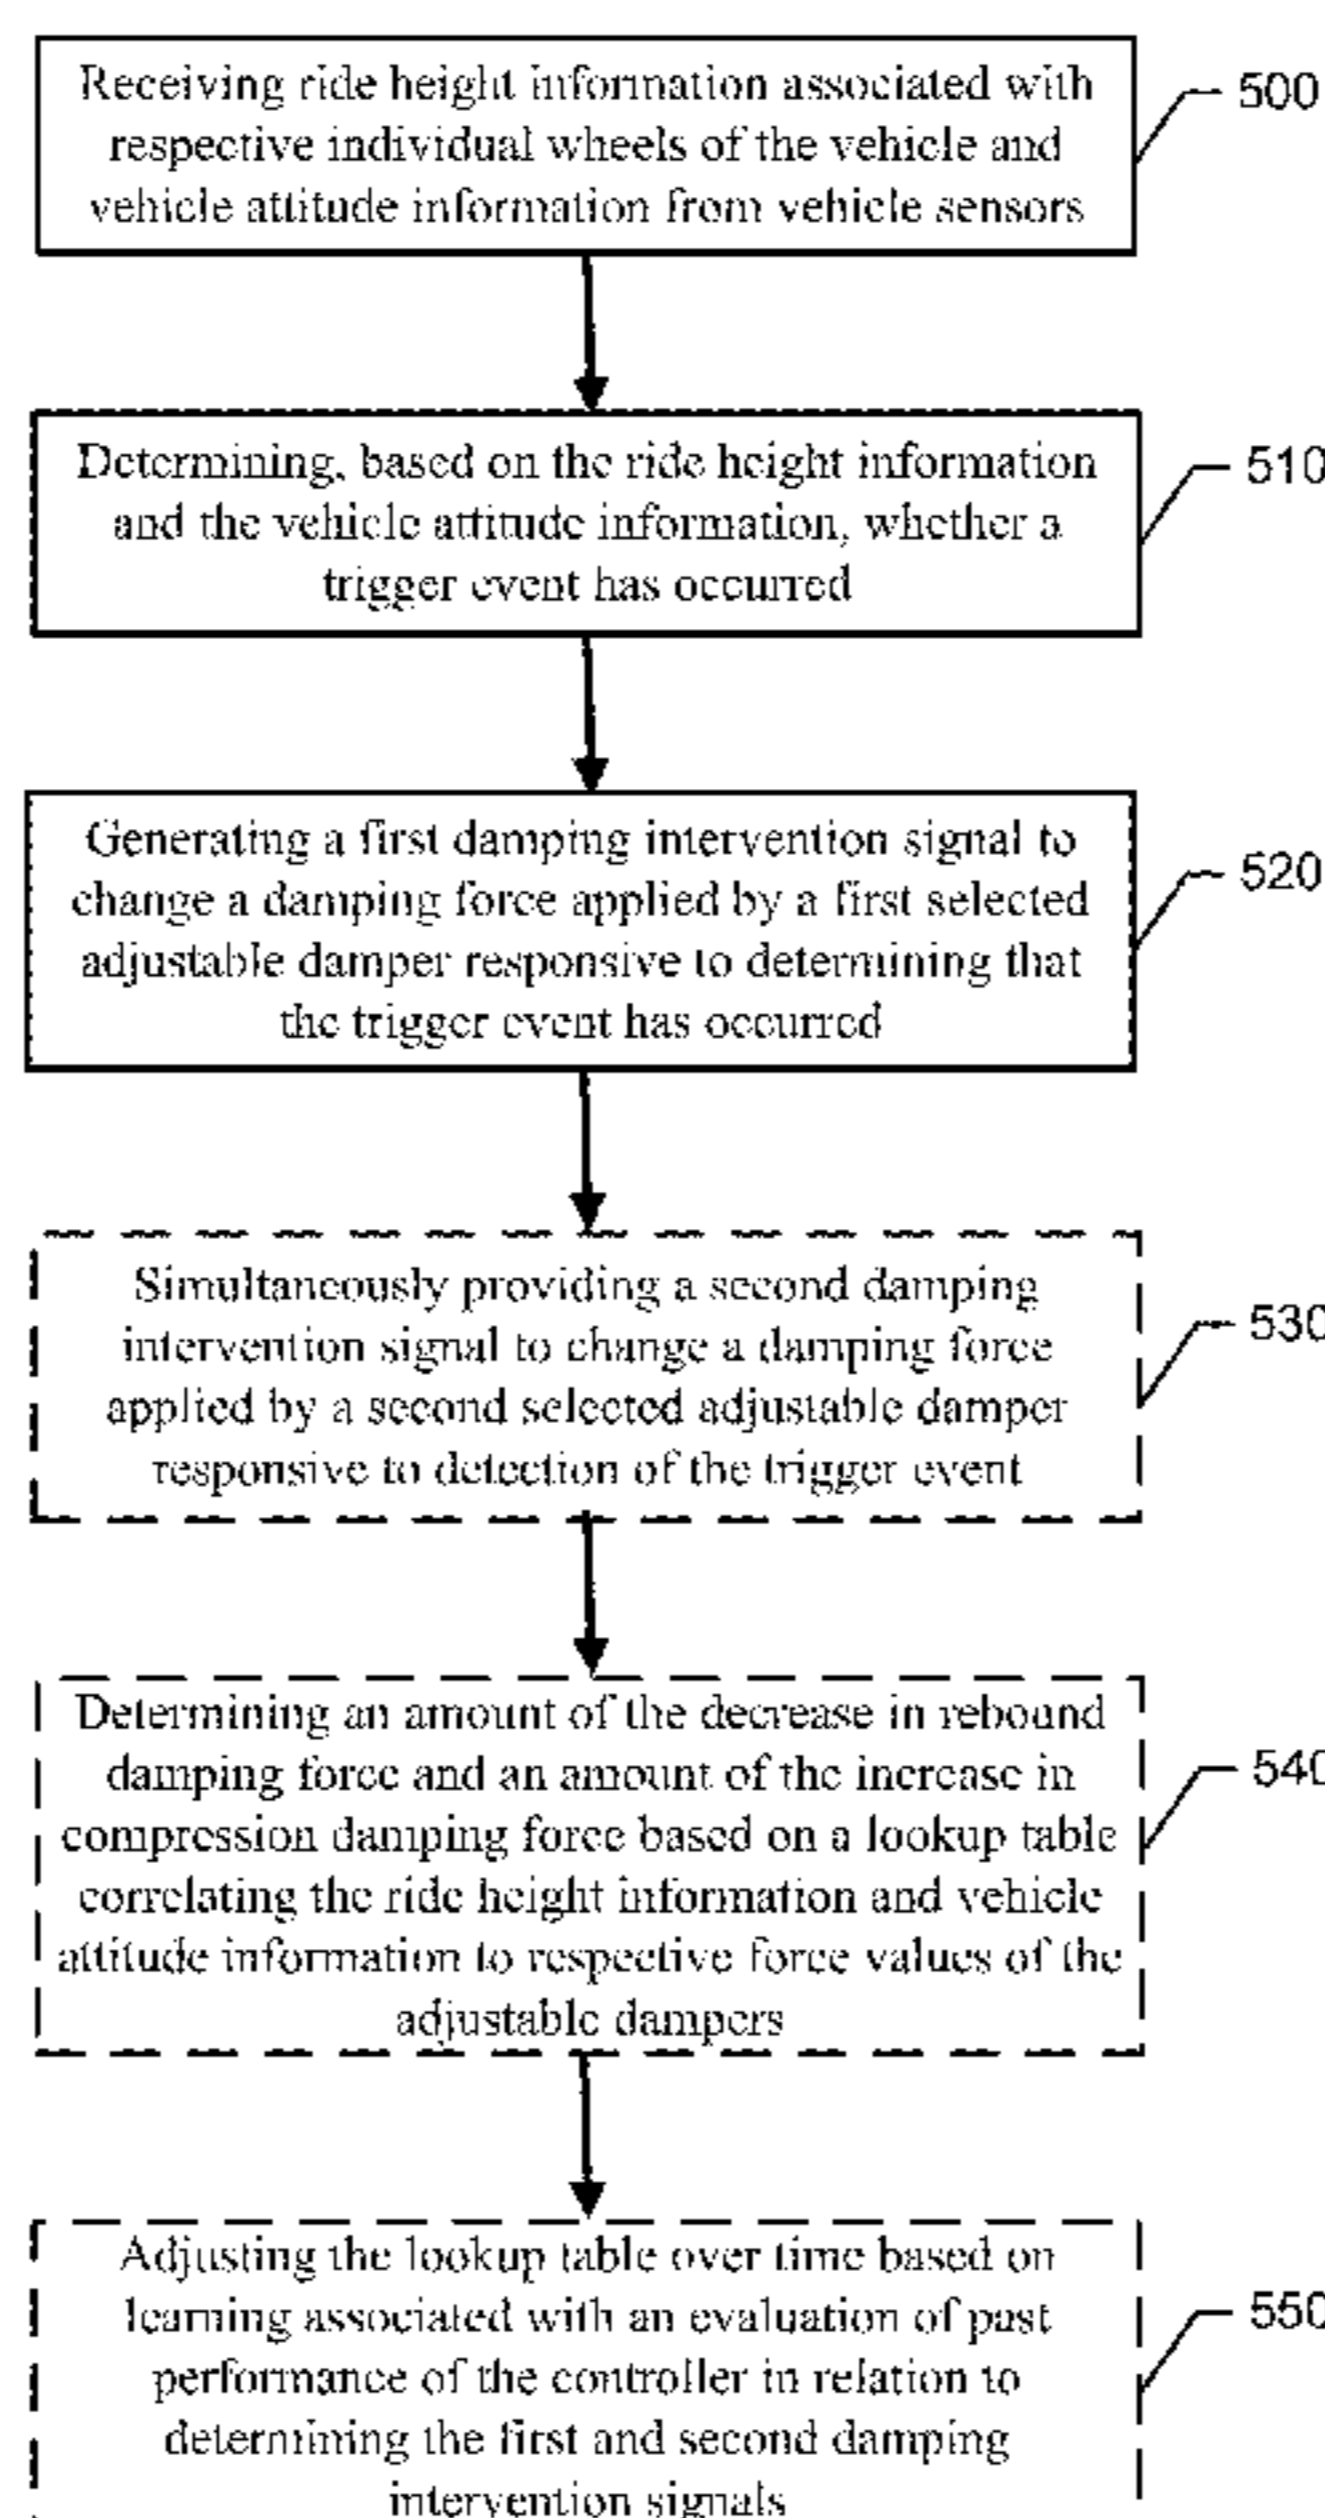 Receiving ride height information associated with
respective individual wheels of the vehicle and
vehicle attitude information from vehicle sensors
500
Determining, based on the ride height information
and the vehicle attitude information, whether a
trigger event has occurred
510
Generating a first damping intervention signal to
change a damping force applied by a first selected
adjustable damper responsive to determining that
the trigger event has occurred
520
Simultaneously providing a second damping
intervention signal to change a damping force
applied by a second selected adjustable damper
responsive to detection of the trigger event
530
Determining an amount of the decrease in rebound
damping force and an amount of the increase in
compression damping force based on a lookup table
correlating the ride height information and vehicle
attitude information to respective force values of the
adjustable dampers
540
Adjusting the lookup table over time based on
learning associated with an evaluation of past
performance of the controller in relation to
determining the first and second damping
intervention signals
550